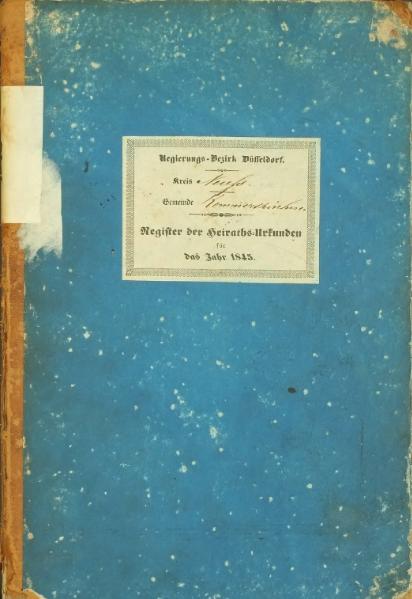 Regierungs-Bezirk Düsseldorf.
Kreis Neuss
Gemeinde Rommerskirchen.
Register der Heiraths-Urkunden
für
das Jahr 1845.